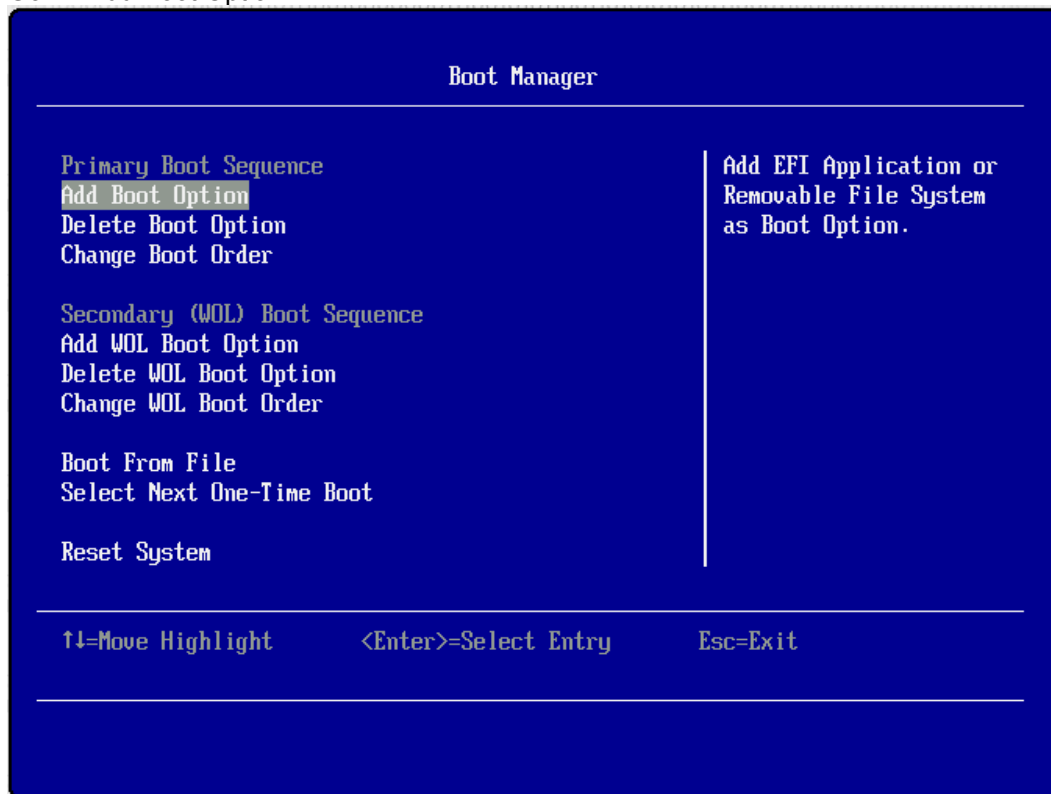 Boot Manager
Primary Boot Sequence
Add Boot Option
Delete Boot Option
Change Boot Order
Secondary (WOL) Boot Sequence
Add WOL Boot Option
Delete WOL Boot Option
Change WOL Boot Order
Boot From File
Select Next One-Time Boot
Reset System
Add EFI Application or
Removable File System
as Boot Option.
↑↓=Move Highlight <Enter>=Select Entry Esc=Exit